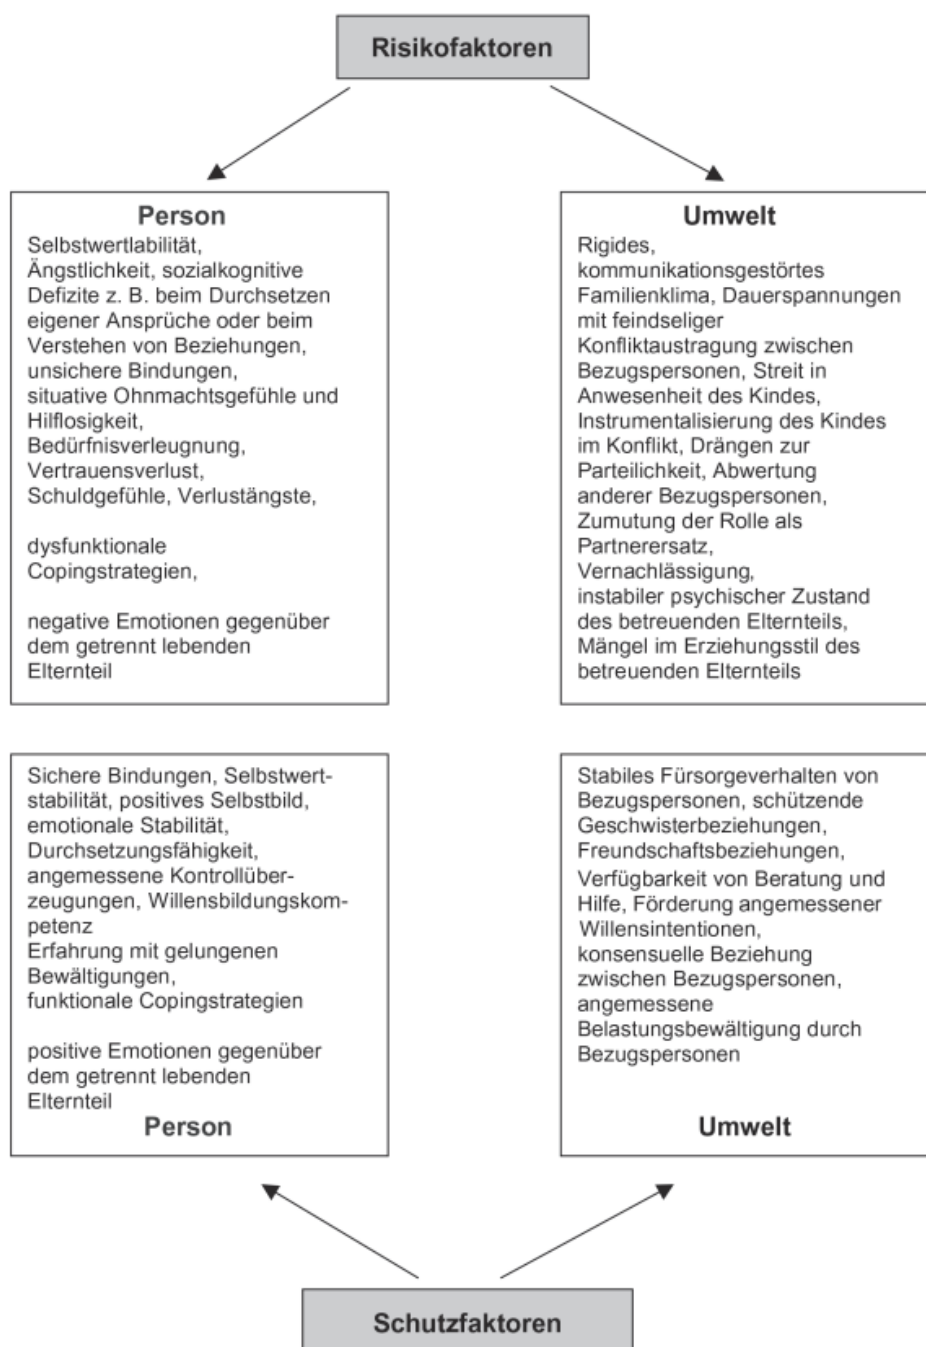 Risikofaktoren
Person
Selbstwertlabilität,
Ängstlichkeit, sozialkognitive
Defizite z. B. beim Durchsetzen
eigener Ansprüche oder beim
Verstehen von Beziehungen,
unsichere Bindungen,
situative Ohnmachtsgefühle und
Hilflosigkeit,
Bedürfnisverleugnung,
Vertrauensverlust,
Schuldgefühle, Verlustängste,
dysfunktionale
Copingstrategien,
negative Emotionen gegenüber
dem getrennt lebenden
Elternteil
Umwelt
Rigides,
kommunikationsgestörtes
Familienklima, Dauerspannungen
mit feindseliger
Konfliktaustragung zwischen
Bezugspersonen, Streit in
Anwesenheit des Kindes,
Instrumentalisierung des Kindes
im Konflikt, Drängen zur
Parteilichkeit, Abwertung
anderer Bezugspersonen,
Zumutung der Rolle als
Partnerersatz,
Vernachlässigung,
instabiler psychischer Zustand
des betreuenden Elternteils,
Mängel im Erziehungsstil des
betreuenden Elternteils
Sichere Bindungen, Selbstwert-
stabilität, positives Selbstbild,
emotionale Stabilität,
Durchsetzungsfähigkeit,
angemessene Kontrollüber-
zeugungen, Willensbildungskom-
petenz
Erfahrung mit gelungenen
Bewältigungen,
funktionale Copingstrategien
positive Emotionen gegenüber
dem getrennt lebenden
Elternteil
Person
Stabiles Fürsorgeverhalten von
Bezugspersonen, schützende
Geschwisterbeziehungen,
Freundschaftsbeziehungen,
Verfügbarkeit von Beratung und
Hilfe, Förderung angemessener
Willensintentionen,
konsensuelle Beziehung
zwischen Bezugspersonen,
angemessene
Belastungsbewältigung durch
Bezugspersonen
Umwelt
Schutzfaktoren